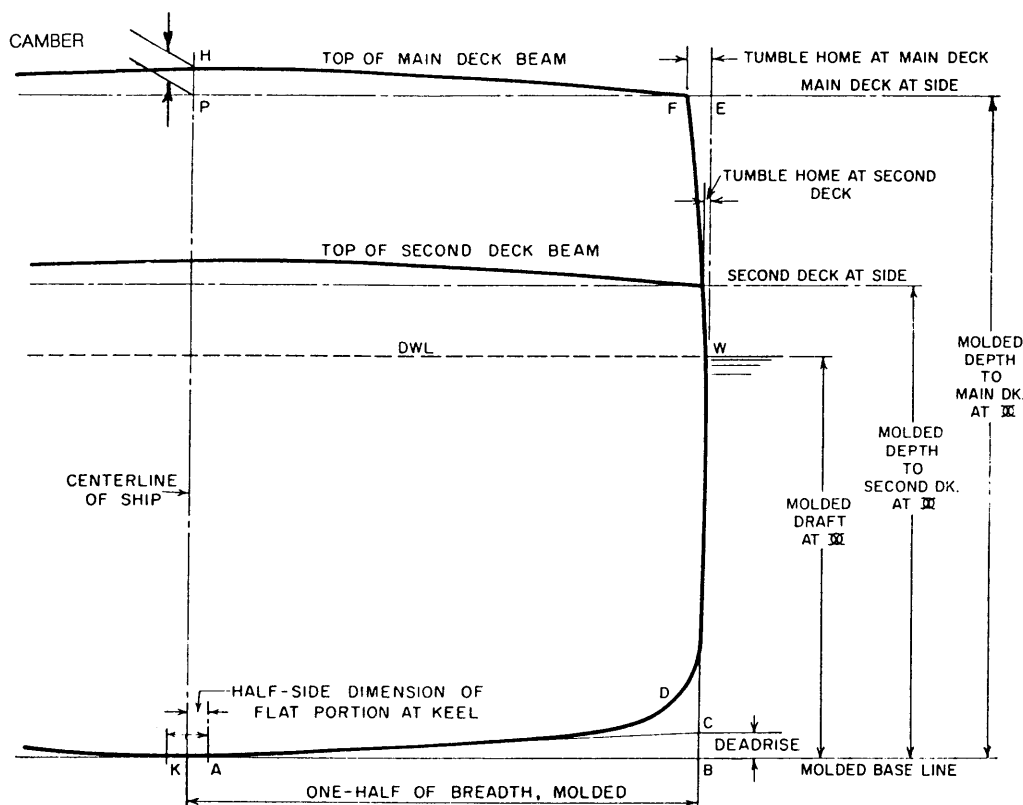 CAMBER
H
TOP OF MAIN DECK BEAM
TUMBLE HOME AT MAIN DECK
MAIN DECK AT SIDE
P
F
E
TUMBLE HOME AT SECOND
DECK
TOP OF SECOND DECK BEAM
SECOND DECK AT SIDE
DWL
W
MOLDED
DEPTH
TO
MAIN DK.
AT
MOLDED
DEPTH
TO
SECOND DK.
AT
CENTERLINE
OF SHIP
MOLDED
DRAFT
AT
HALF-SIDE DIMENSION OF
FLAT PORTION AT KEEL
D
C
DEADRISE
K
A
B
MOLDED BASE LINE
ONE-HALF OF BREADTH, MOLDED